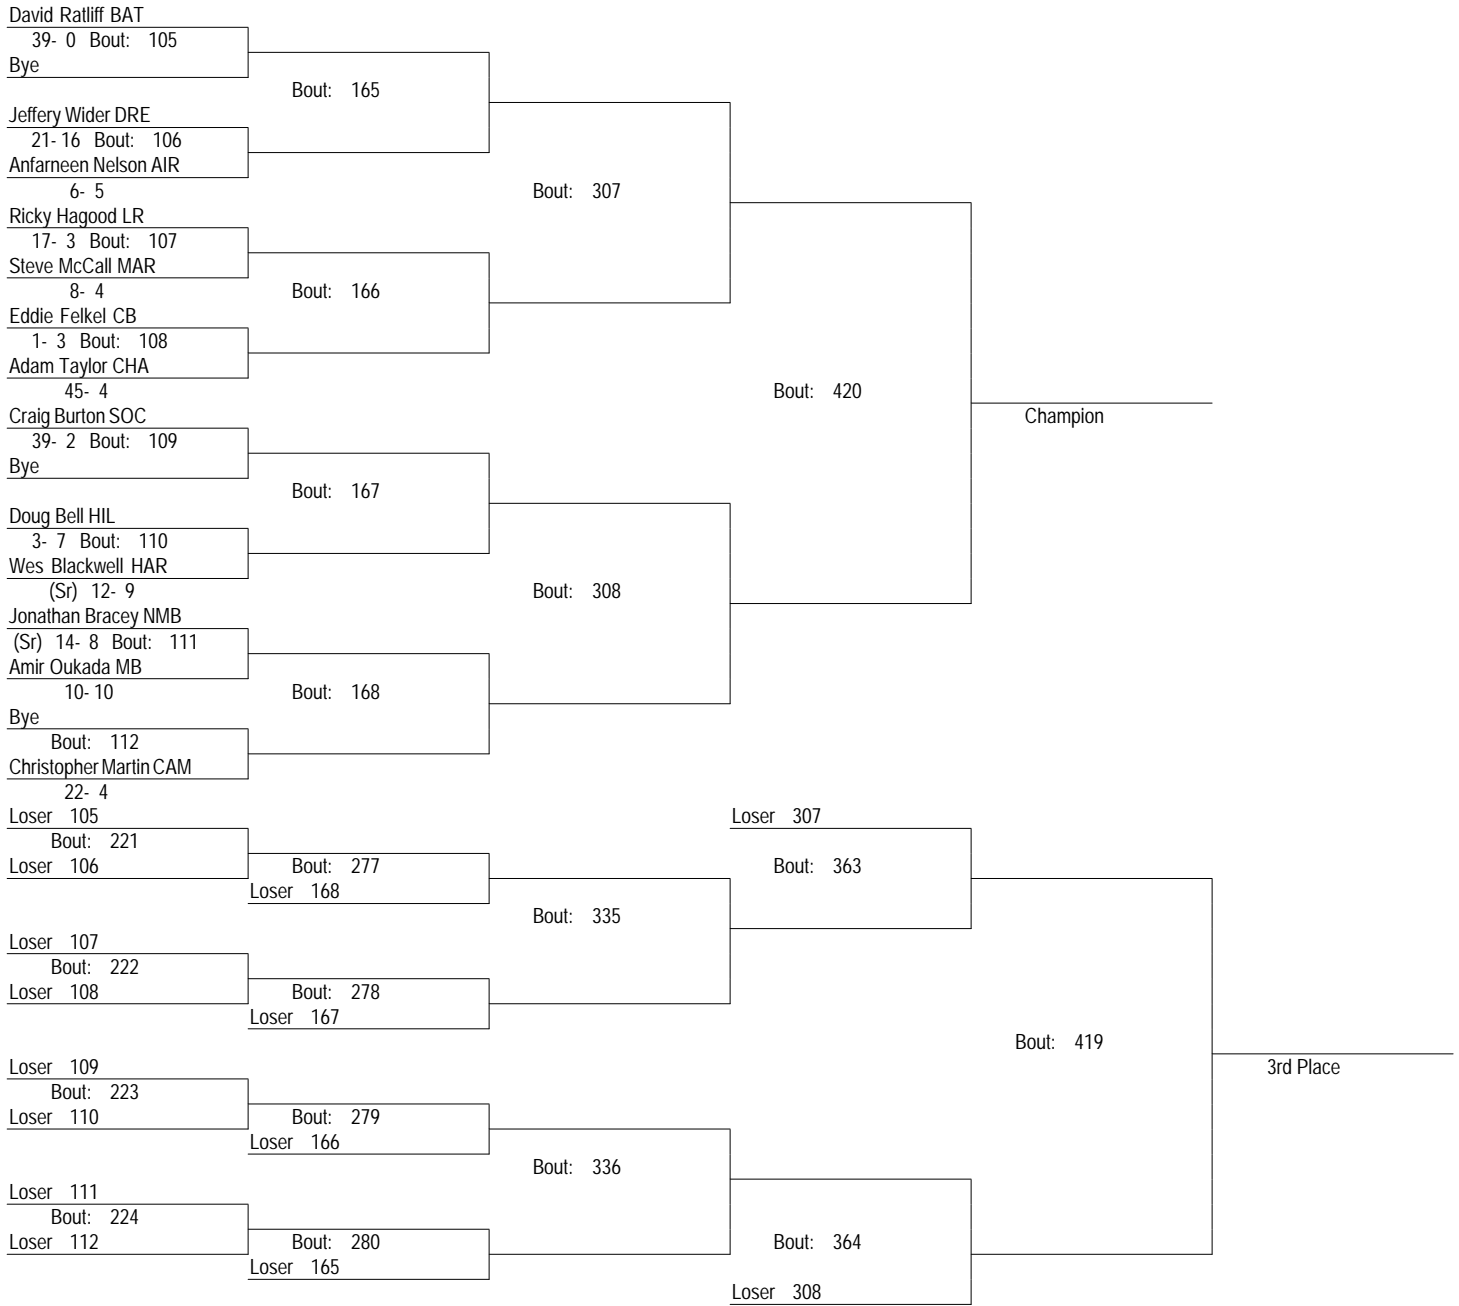 David Ratliff BAT
39- 0 Bout: 105
Bye
Bout: 165
Jeffery Wider DRE
21- 16 Bout: 106
Anfarneen Nelson AIR
6- 5
Bout: 307
Ricky Hagood LR
17- 3 Bout: 107
Steve McCall MAR
8- 4
Bout: 166
Eddie Felkel CB
1- 3 Bout: 108
Adam Taylor CHA
45- 4
Bout: 420
Champion
Craig Burton SOC
39- 2 Bout: 109
Bye
Bout: 167
Doug Bell HIL
3- 7 Bout: 110
Wes Blackwell HAR
(Sr) 12- 9
Bout: 308
Jonathan Bracey NMB
(Sr) 14- 8 Bout: 111
Amir Oukada MB
10- 10
Bout: 168
Bye
Bout: 112
Christopher Martin CAM
22- 4
Loser 105
Bout: 221
Loser 106
Bout: 277
Loser 168
Loser 307
Bout: 363
Bout: 335
Loser 107
Bout: 222
Loser 108
Bout: 278
Loser 167
Bout: 419
3rd Place
Loser 109
Bout: 223
Loser 110
Bout: 279
Loser 166
Bout: 336
Loser 111
Bout: 224
Loser 112
Bout: 280
Loser 165
Bout: 364
Loser 308